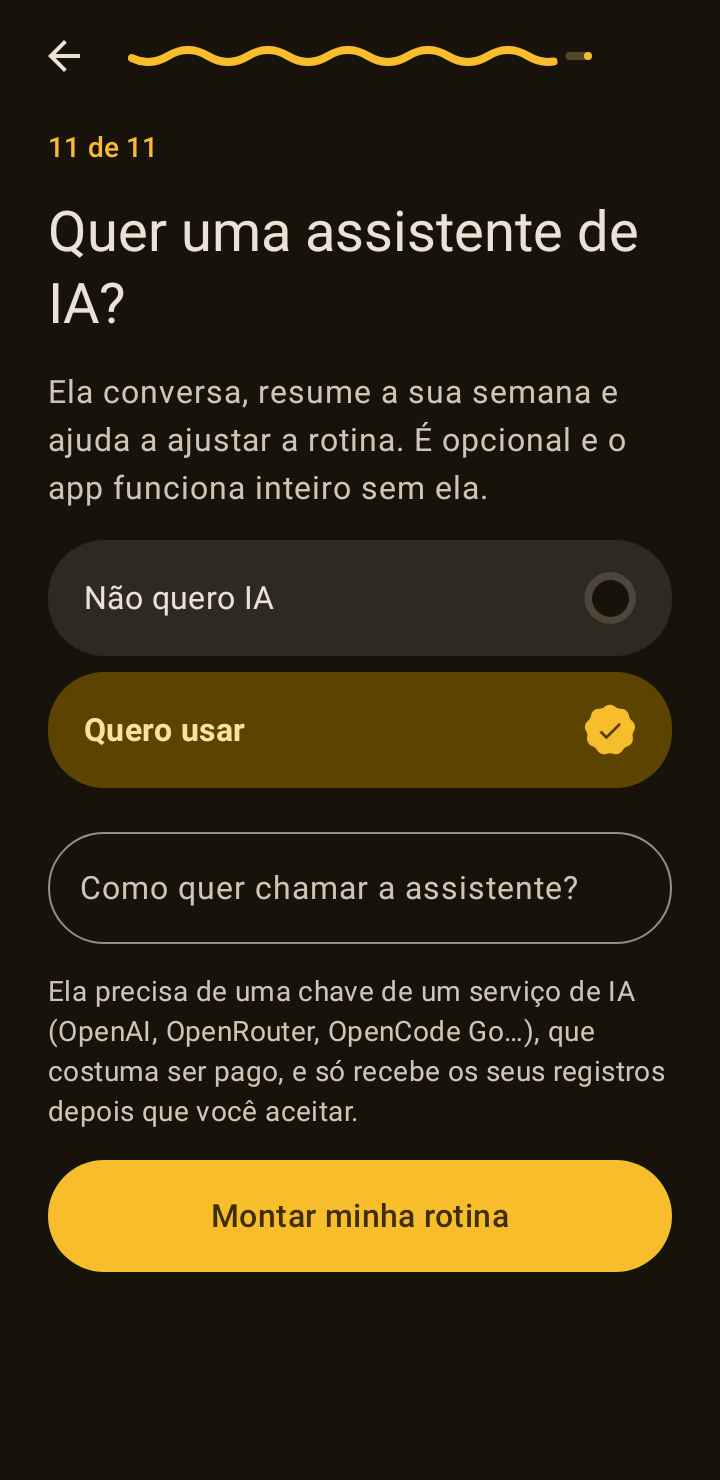 11 de 11
Quer uma assistente de
IA?
Ela conversa, resume a sua semana e
ajuda a ajustar a rotina. É opcional e o
app funciona inteiro sem ela.
Não quero IA
Quero usar
Como quer chamar a assistente?
Ela precisa de uma chave de um serviço de IA
(OpenAI, OpenRouter, OpenCode Go…), que
costuma ser pago, e só recebe os seus registros
depois que você aceitar.
Montar minha rotina